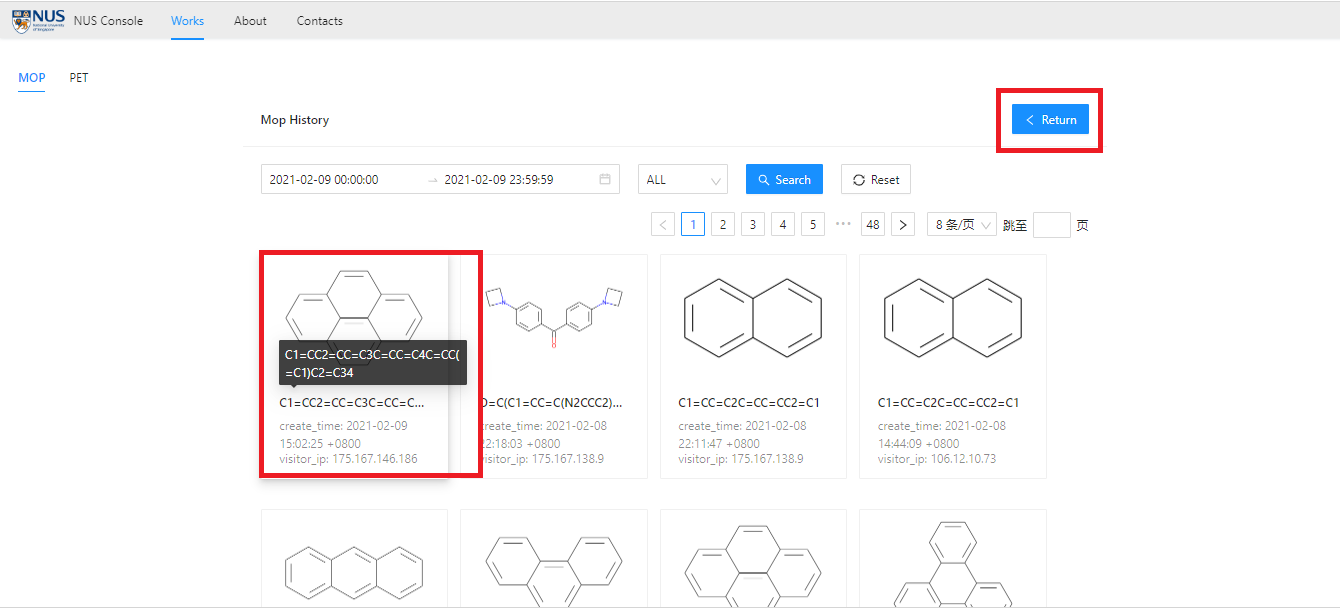 NUS
National University
of Singapore
NUS Console Works About Contacts
MOP PET
Mop History
Return
2021-02-09 00:00:00 → 2021-02-09 23:59:59 ALL Search Reset
< 1 2 3 4 5 ••• 48 > 8 条/页 跳至 页
C1=CC2=CC=C3C=CC=C4C=CC(
=C1)C2=C34
N N
O
C1=CC2=CC=C3C=CC=C...
create_time: 2021-02-09
15:02:25 +0800
visitor_ip: 175.167.146.186
O=C(C1=CC=C(N2CCC2)...
create_time: 2021-02-08
22:18:03 +0800
visitor_ip: 175.167.138.9
C1=CC=C2C=CC=CC2=C1
create_time: 2021-02-08
22:11:47 +0800
visitor_ip: 175.167.138.9
C1=CC=C2C=CC=CC2=C1
create_time: 2021-02-08
14:44:09 +0800
visitor_ip: 106.12.10.73